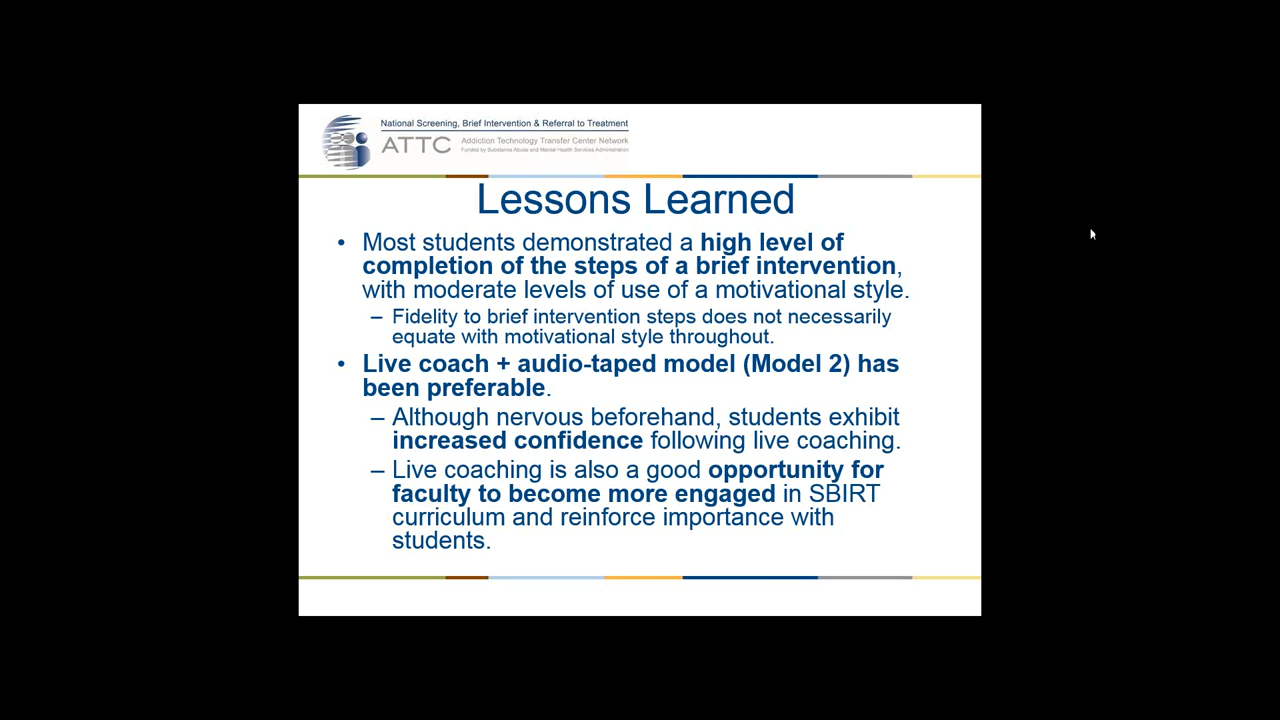 National Screening, Brief Intervention & Referral to Treatment
ATTC
Addiction Technology Transfer Center Network
Funded by Substance Abuse and Mental Health Services Administration
Lessons Learned
• Most students demonstrated a high level of
completion of the steps of a brief intervention,
with moderate levels of use of a motivational style.
– Fidelity to brief intervention steps does not necessarily
equate with motivational style throughout.
• Live coach + audio-taped model (Model 2) has
been preferable.
– Although nervous beforehand, students exhibit
increased confidence following live coaching.
– Live coaching is also a good opportunity for
faculty to become more engaged in SBIRT
curriculum and reinforce importance with
students.